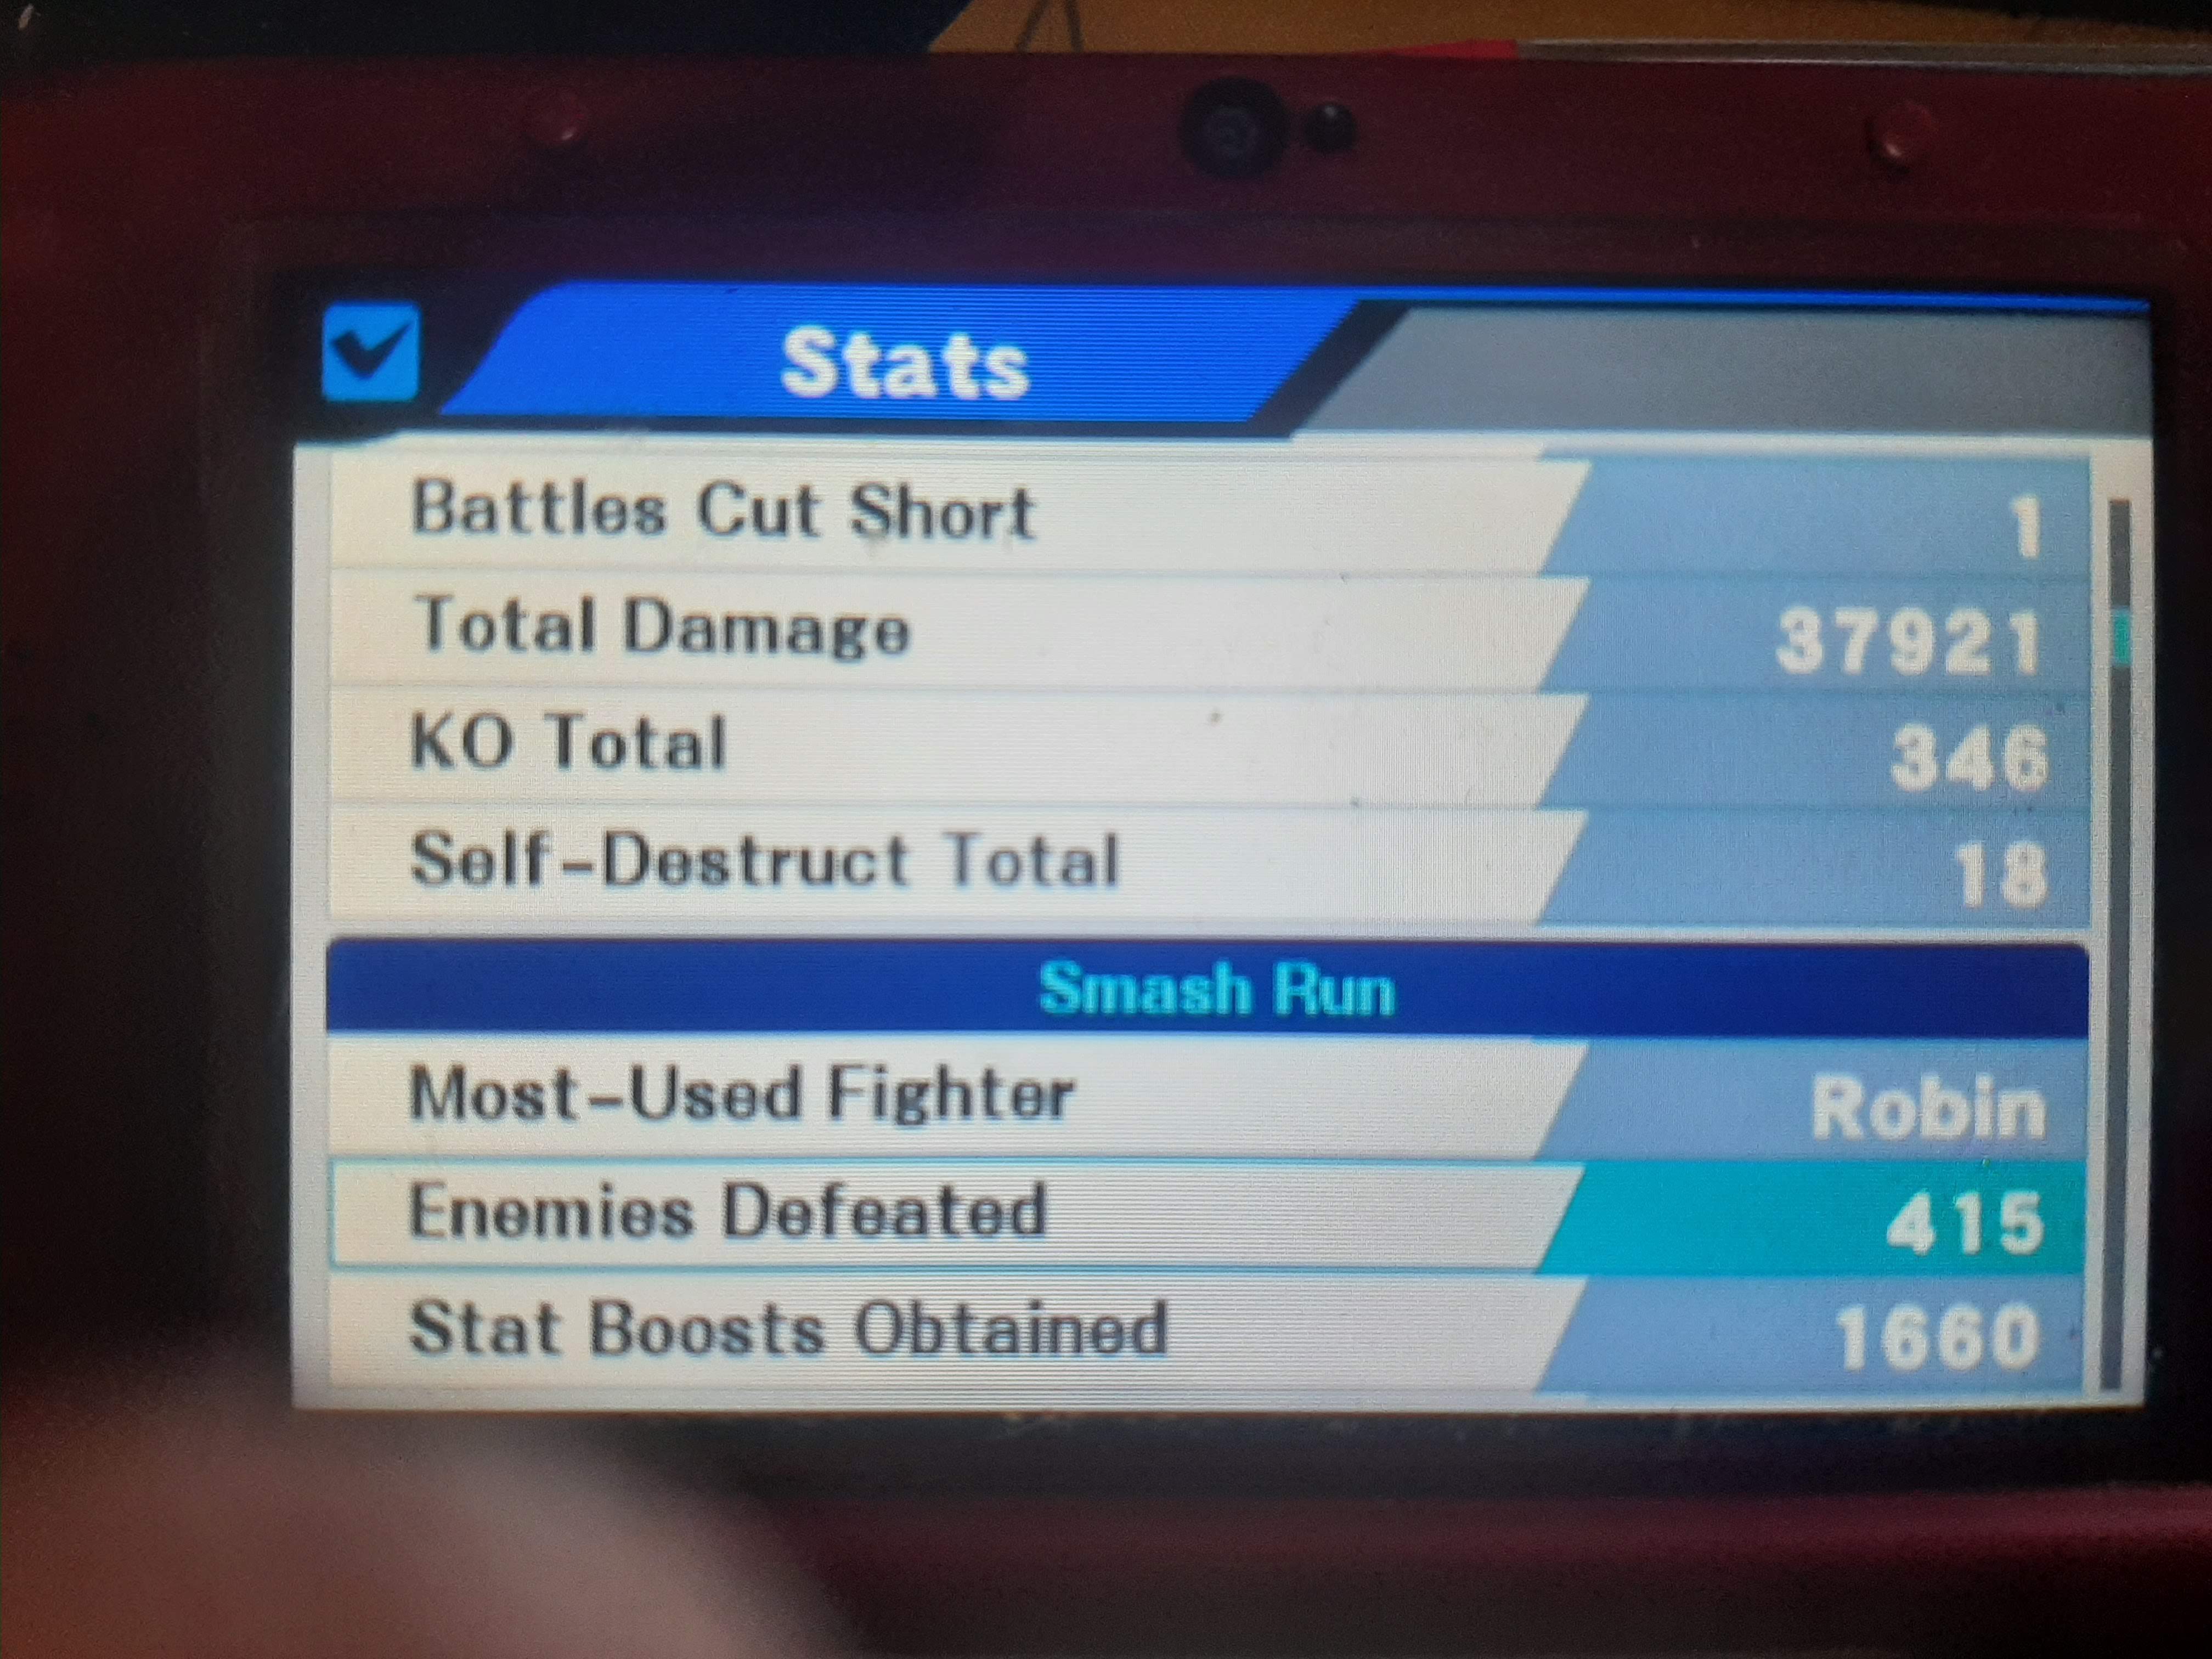 Stats
Battles Cut Short 1
Total Damage 37921
KO Total 346
Self-Destruct Total 18
Smash Run
Most-Used Fighter Robin
Enemies Defeated 415
Stat Boosts Obtained 1660